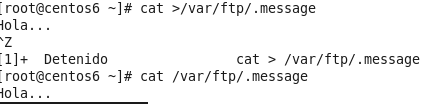 [root@centos6 ~]# cat >/var/ftp/.message
Hola...
^Z
[1]+  Detenido                cat > /var/ftp/.message
[root@centos6 ~]# cat /var/ftp/.message
Hola...